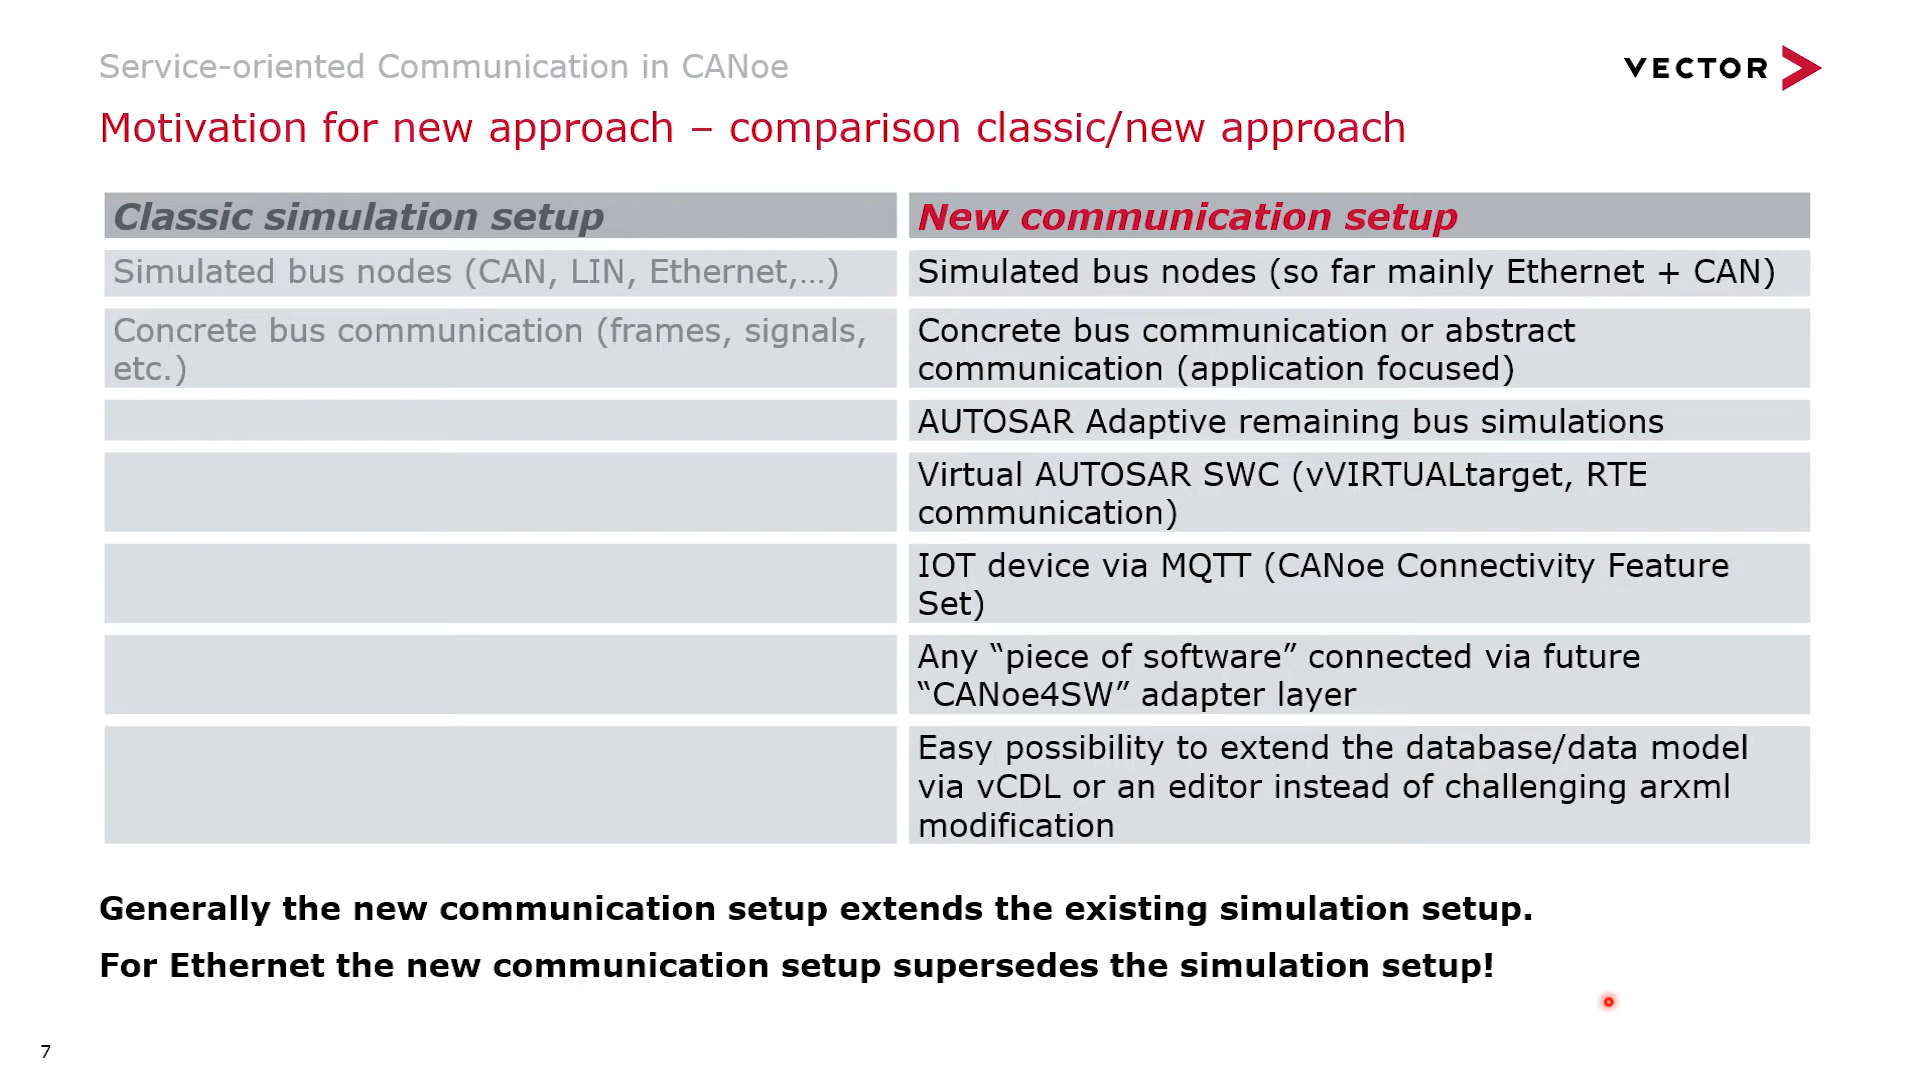 Service-oriented Communication in CANoe
VECTOR
Motivation for new approach – comparison classic/new approach
Classic simulation setup
New communication setup
Simulated bus nodes (CAN, LIN, Ethernet,…)
Simulated bus nodes (so far mainly Ethernet + CAN)
Concrete bus communication (frames, signals,
etc.)
Concrete bus communication or abstract
communication (application focused)
AUTOSAR Adaptive remaining bus simulations
Virtual AUTOSAR SWC (vVIRTUALtarget, RTE
communication)
IOT device via MQTT (CANoe Connectivity Feature
Set)
Any “piece of software” connected via future
“CANoe4SW” adapter layer
Easy possibility to extend the database/data model
via vCDL or an editor instead of challenging arxml
modification
Generally the new communication setup extends the existing simulation setup.
For Ethernet the new communication setup supersedes the simulation setup!
7